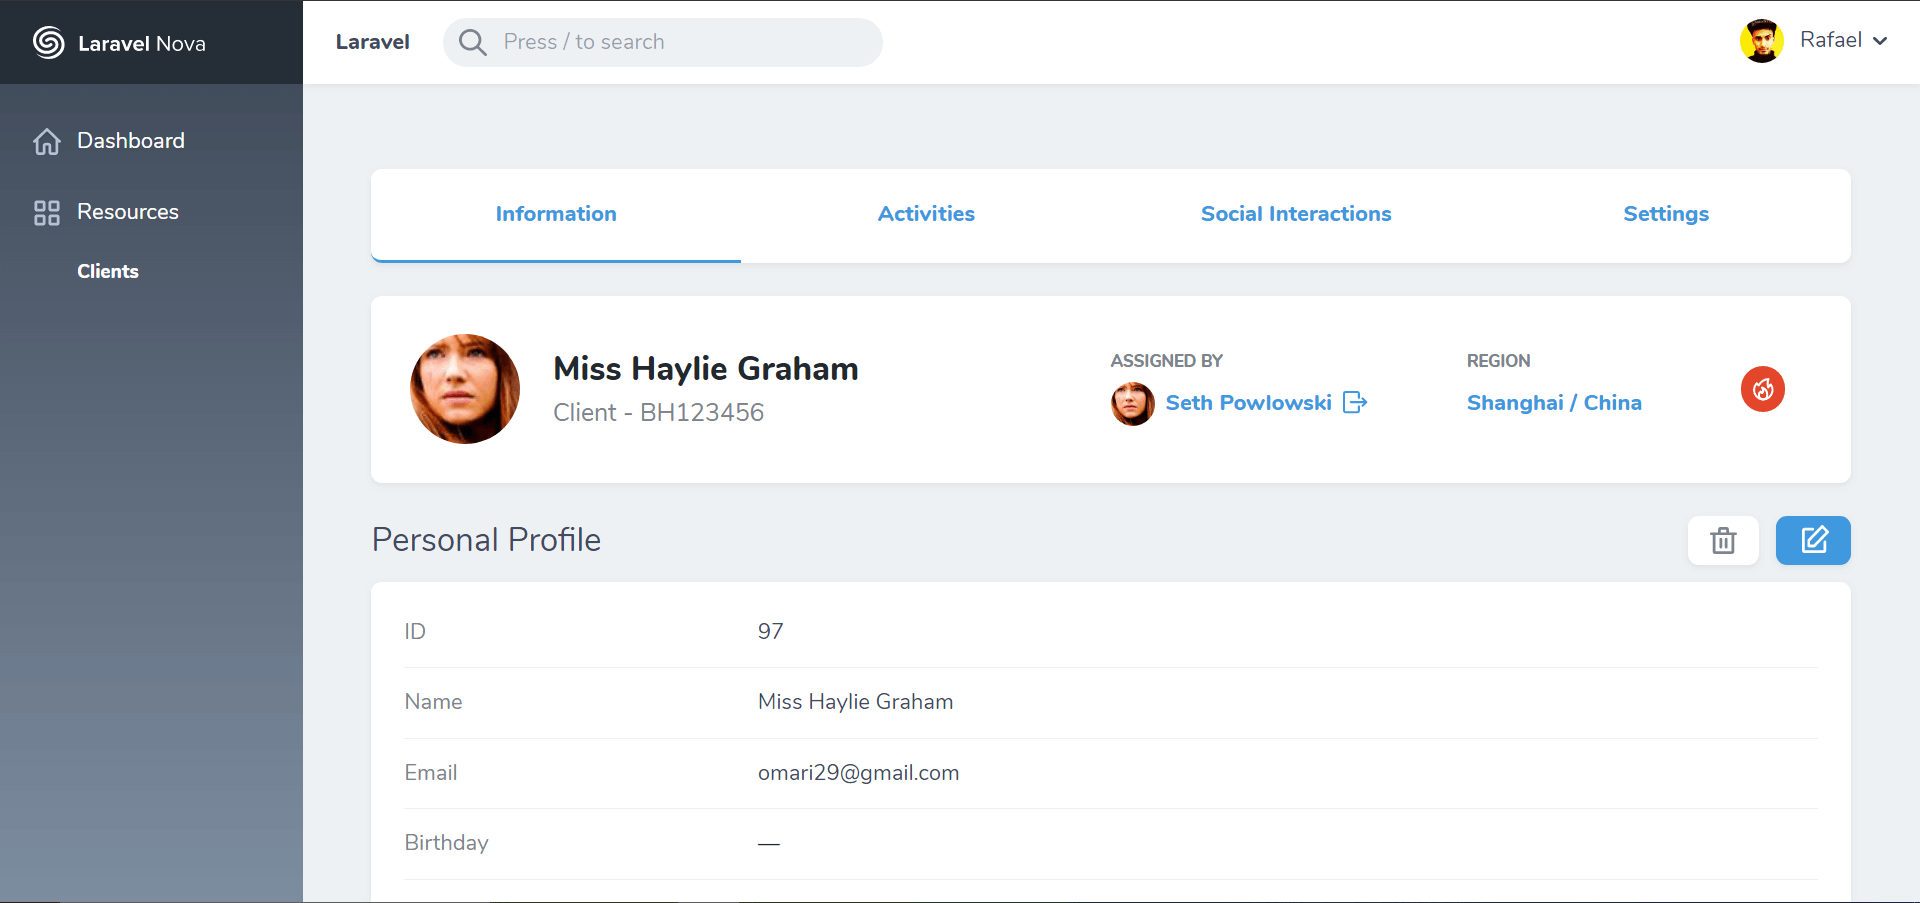 Laravel Nova
Laravel
Press / to search
Rafael
Dashboard
Resources
Clients
Information
Activities
Social Interactions
Settings
Miss Haylie Graham
Client - BH123456
ASSIGNED BY
Seth Powlowski
REGION
Shanghai / China
Personal Profile
ID 97
Name Miss Haylie Graham
Email omari29@gmail.com
Birthday —